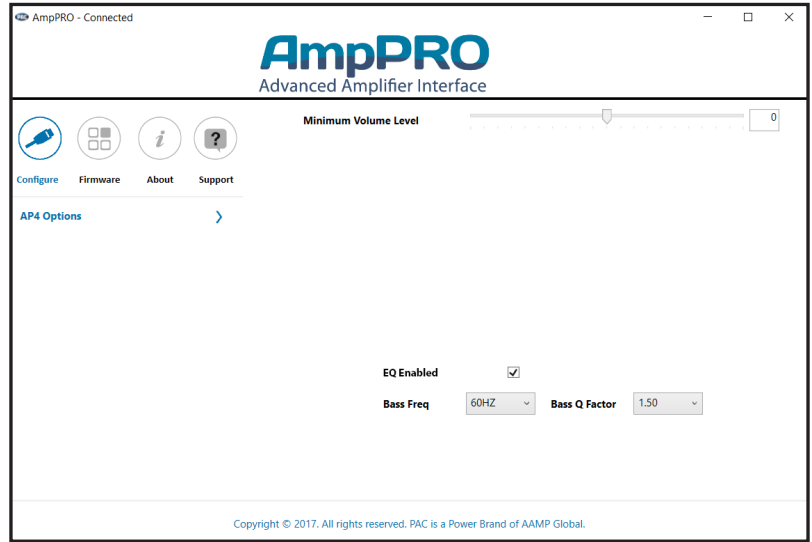 PAC AmpPRO - Connected
AmpPRO
Advanced Amplifier Interface
Minimum Volume Level 0
Configure Firmware About Support
AP4 Options
EQ Enabled
Bass Freq 60HZ Bass Q Factor 1.50
Copyright © 2017. All rights reserved. PAC is a Power Brand of AAMP Global.